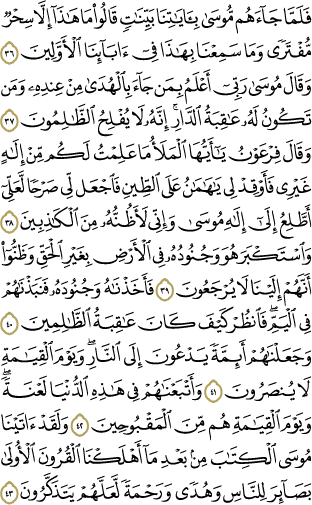 فَلَمَّا جَآءَهُم مُّوسَىٰ بِـَٔايَٰتِنَا بَيِّنَٰتٍ قَالُوا۟ مَا هَٰذَآ إِلَّا سِحْرٌ
مُّفْتَرًى وَمَا سَمِعْنَا بِهَٰذَا فِىٓ ءَابَآئِنَا ٱلْأَوَّلِينَ ٣٦
وَقَالَ مُوسَىٰ رَبِّىٓ أَعْلَمُ بِمَن جَآءَ بِٱلْهُدَىٰ مِنْ عِندِهِۦ وَمَن
تَكُونُ لَهُۥ عَٰقِبَةُ ٱلدَّارِ ۖ إِنَّهُۥ لَا يُفْلِحُ ٱلظَّٰلِمُونَ ٣٧
وَقَالَ فِرْعَوْنُ يَٰٓأَيُّهَا ٱلْمَلَأُ مَا عَلِمْتُ لَكُم مِّنْ إِلَٰهٍ
غَيْرِى فَأَوْقِدْ لِى يَٰهَٰمَٰنُ عَلَى ٱلطِّينِ فَٱجْعَل لِّى صَرْحًا لَّعَلِّىٓ
أَطَّلِعُ إِلَىٰٓ إِلَٰهِ مُوسَىٰ وَإِنِّى لَأَظُنُّهُۥ مِنَ ٱلْكَٰذِبِينَ ٣٨
وَٱسْتَكْبَرَ هُوَ وَجُنُودُهُۥ فِى ٱلْأَرْضِ بِغَيْرِ ٱلْحَقِّ وَظَنُّوٓا۟
أَنَّهُمْ إِلَيْنَا لَا يُرْجَعُونَ ٣٩ فَأَخَذْنَٰهُ وَجُنُودَهُۥ فَنَبَذْنَٰهُمْ
فِى ٱلْيَمِّ ۖ فَٱنظُرْ كَيْفَ كَانَ عَٰقِبَةُ ٱلظَّٰلِمِينَ ٤٠
وَجَعَلْنَٰهُمْ أَئِمَّةً يَدْعُونَ إِلَى ٱلنَّارِ ۖ وَيَوْمَ ٱلْقِيَٰمَةِ
لَا يُنصَرُونَ ٤١ وَأَتْبَعْنَٰهُمْ فِى هَٰذِهِ ٱلدُّنْيَا لَعْنَةً ۖ
وَيَوْمَ ٱلْقِيَٰمَةِ هُم مِّنَ ٱلْمَقْبُوحِينَ ٤٢ وَلَقَدْ ءَاتَيْنَا
مُوسَى ٱلْكِتَٰبَ مِنۢ بَعْدِ مَآ أَهْلَكْنَا ٱلْقُرُونَ ٱلْأُولَىٰ
بَصَآئِرَ لِلنَّاسِ وَهُدًى وَرَحْمَةً لَّعَلَّهُمْ يَتَذَكَّرُونَ ٤٣